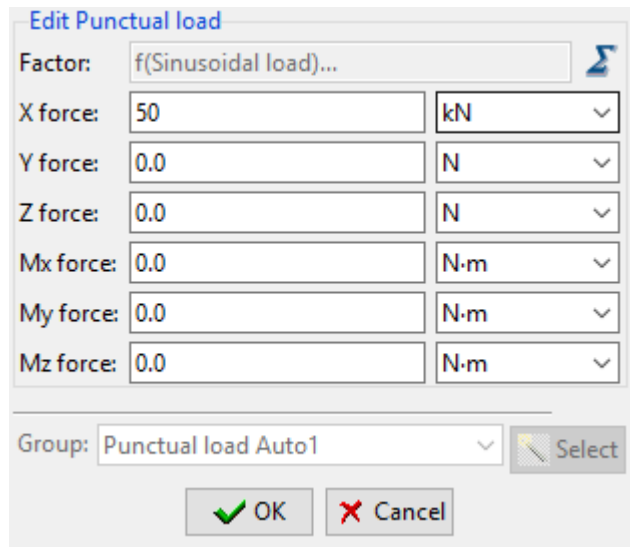 Edit Punctual load
Factor: f(Sinusoidal load)... Σ
X force: 50 kN
Y force: 0.0 N
Z force: 0.0 N
Mx force: 0.0 N·m
My force: 0.0 N·m
Mz force: 0.0 N·m
Group: Punctual load Auto1 Select
OK Cancel